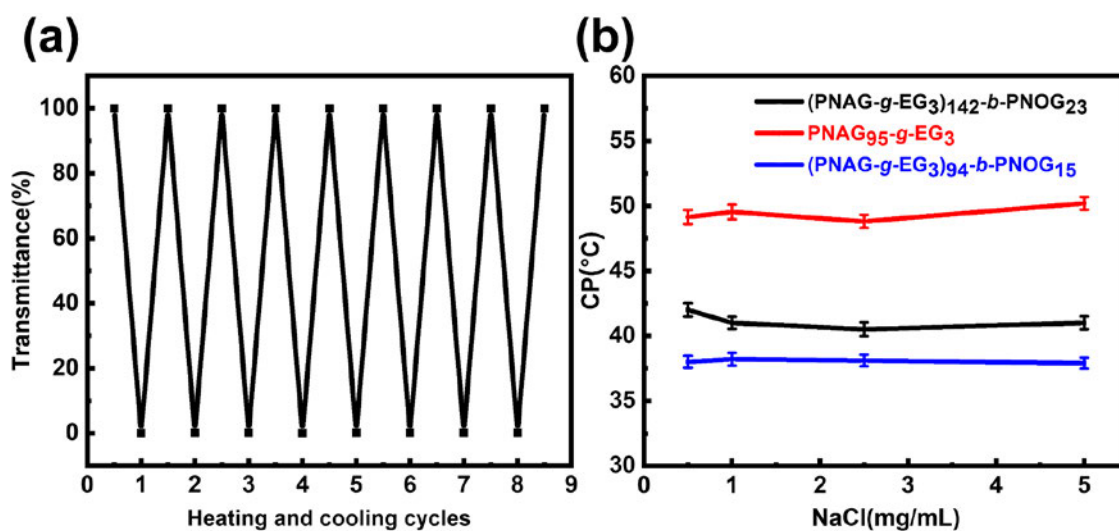 (a)
Transmittance(%)
100
80
60
40
20
0
0 1 2 3 4 5 6 7 8 9
Heating and cooling cycles
(b)
CP(°C)
60
55
50
45
40
35
30
(PNAG-g-EG3)142-b-PNOG23
PNAG95-g-EG3
(PNAG-g-EG3)94-b-PNOG15
0 1 2 3 4 5
NaCl(mg/mL)